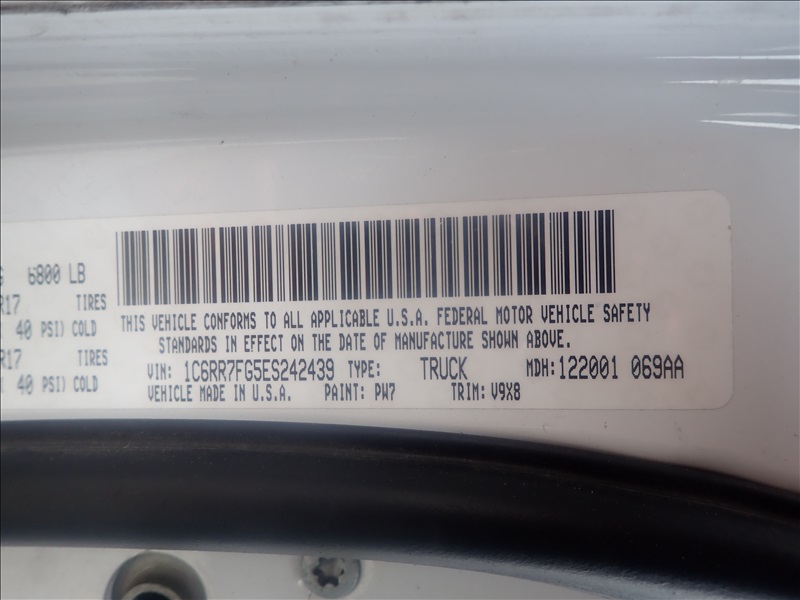 6800 LB
R17 TIRES
40 PSI) COLD
R17 TIRES
40 PSI) COLD
THIS VEHICLE CONFORMS TO ALL APPLICABLE U.S.A. FEDERAL MOTOR VEHICLE SAFETY
STANDARDS IN EFFECT ON THE DATE OF MANUFACTURE SHOWN ABOVE.
VIN: 1C6RR7FG5ES242439 TYPE: TRUCK MDH: 122001 069AA
VEHICLE MADE IN U.S.A. PAINT: PW7 TRIM: V9X8